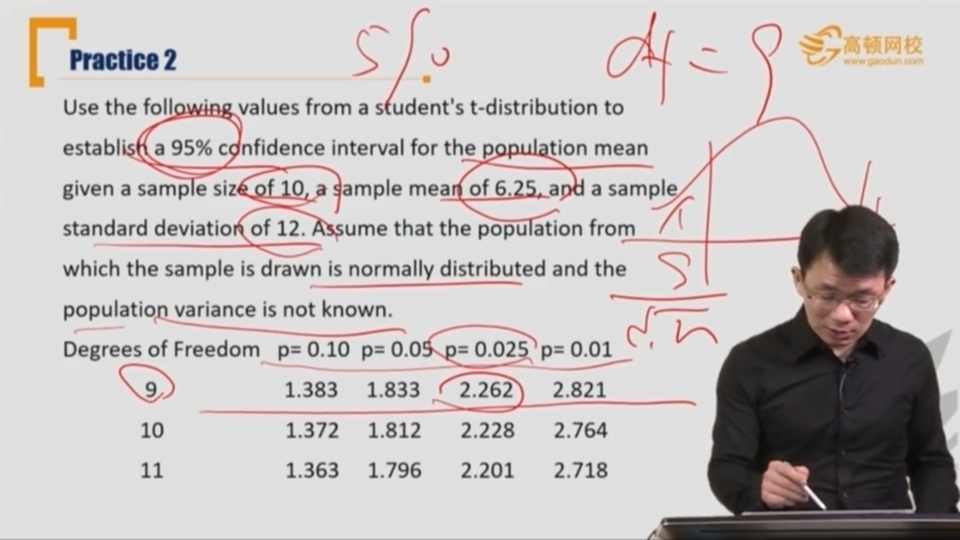 Practice 2
5%
df = 9
高顿网校
www.gaodun.com
Use the following values from a student's t-distribution to
establish a 95% confidence interval for the population mean
given a sample size of 10, a sample mean of 6.25, and a sample
standard deviation of 12. Assume that the population from
which the sample is drawn is normally distributed and the
population variance is not known.
S
√n
Degrees of Freedom p= 0.10 p= 0.05 p= 0.025 p= 0.01
9 1.383 1.833 2.262 2.821
10 1.372 1.812 2.228 2.764
11 1.363 1.796 2.201 2.718